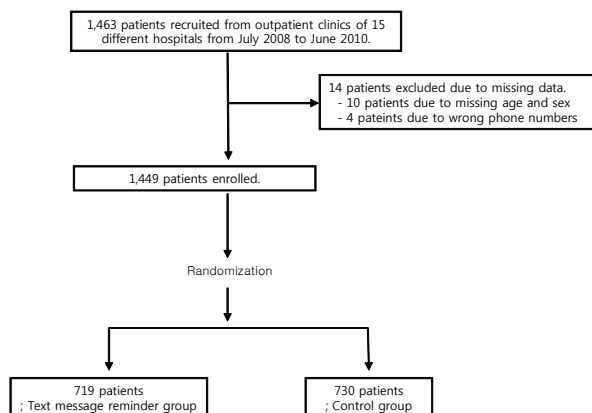 1,463 patients recruited from outpatient clinics of 15
different hospitals from July 2008 to June 2010.
14 patients excluded due to missing data.
- 10 patients due to missing age and sex
- 4 pateints due to wrong phone numbers
1,449 patients enrolled.
Randomization
719 patients
; Text message reminder group
730 patients
; Control group